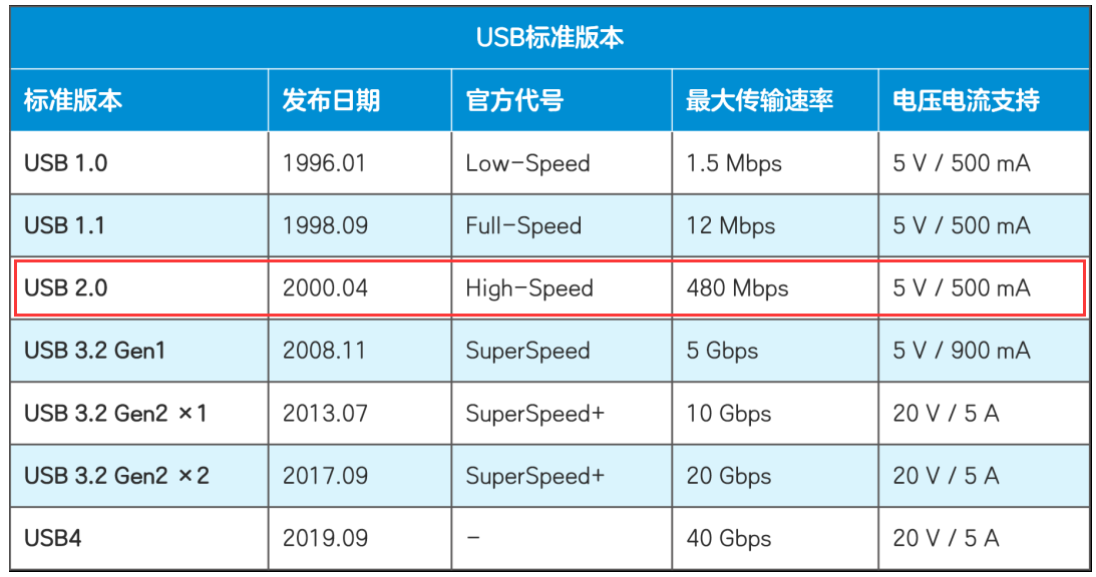 USB标准版本
标准版本 发布日期 官方代号 最大传输速率 电压电流支持
USB 1.0 1996.01 Low-Speed 1.5 Mbps 5 V / 500 mA
USB 1.1 1998.09 Full-Speed 12 Mbps 5 V / 500 mA
USB 2.0 2000.04 High-Speed 480 Mbps 5 V / 500 mA
USB 3.2 Gen1 2008.11 SuperSpeed 5 Gbps 5 V / 900 mA
USB 3.2 Gen2 ×1 2013.07 SuperSpeed+ 10 Gbps 20 V / 5 A
USB 3.2 Gen2 ×2 2017.09 SuperSpeed+ 20 Gbps 20 V / 5 A
USB4 2019.09 - 40 Gbps 20 V / 5 A